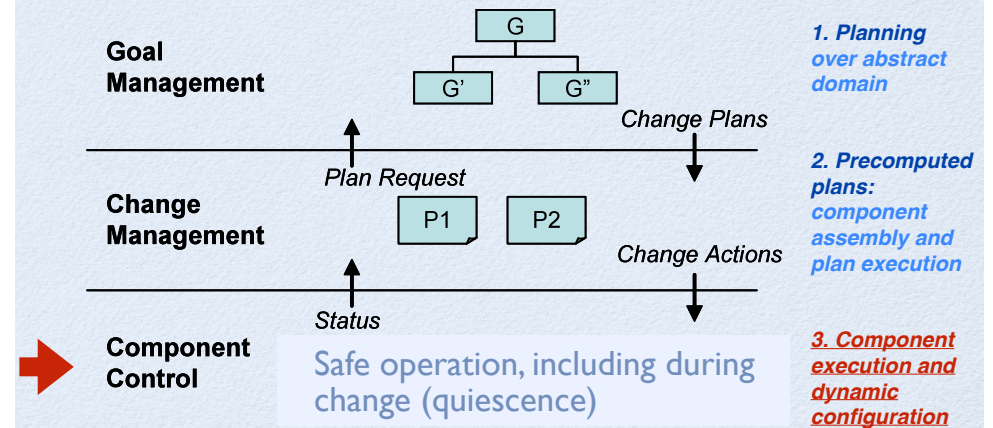 G
1. Planning
over abstract
domain
Goal
Management
G’ G”
Change Plans
Plan Request
2. Precomputed
plans:
component
assembly and
plan execution
Change
Management
P1 P2
Change Actions
Status
Component
Control
Safe operation, including during
change (quiescence)
3. Component
execution and
dynamic
configuration